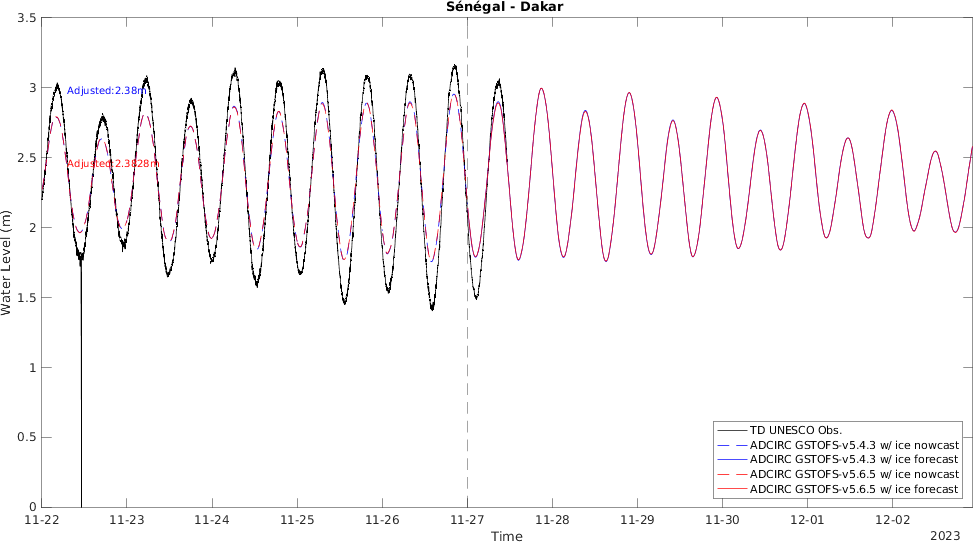 Sénégal - Dakar
3.5
3
2.5
2
1.5
1
0.5
0
Water Level (m)
Adjusted:2.38m
Adjusted:2.3828m
TD UNESCO Obs.
ADCIRC GSTOFS-v5.4.3 w/ ice nowcast
ADCIRC GSTOFS-v5.4.3 w/ ice forecast
ADCIRC GSTOFS-v5.6.5 w/ ice nowcast
ADCIRC GSTOFS-v5.6.5 w/ ice forecast
11-22 11-23 11-24 11-25 11-26 11-27 11-28 11-29 11-30 12-01 12-02
Time
2023